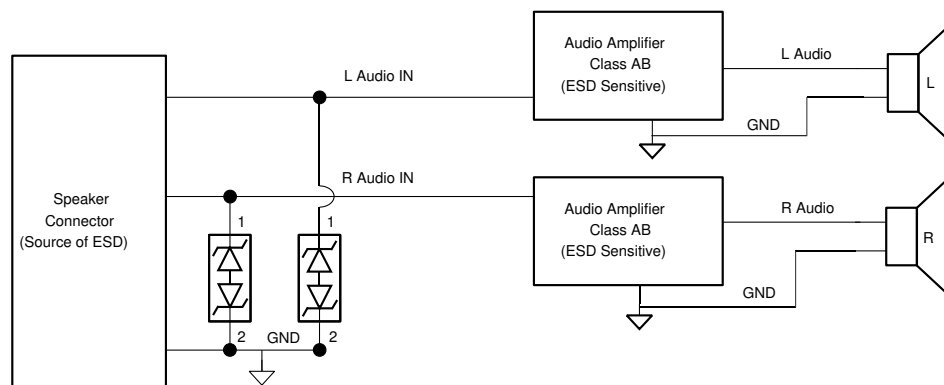 Audio Amplifier
Class AB
(ESD Sensitive)
L Audio IN
L Audio
L
GND
Speaker
Connector
(Source of ESD)
R Audio IN
Audio Amplifier
Class AB
(ESD Sensitive)
R Audio
R
GND
1
1
2
GND
2